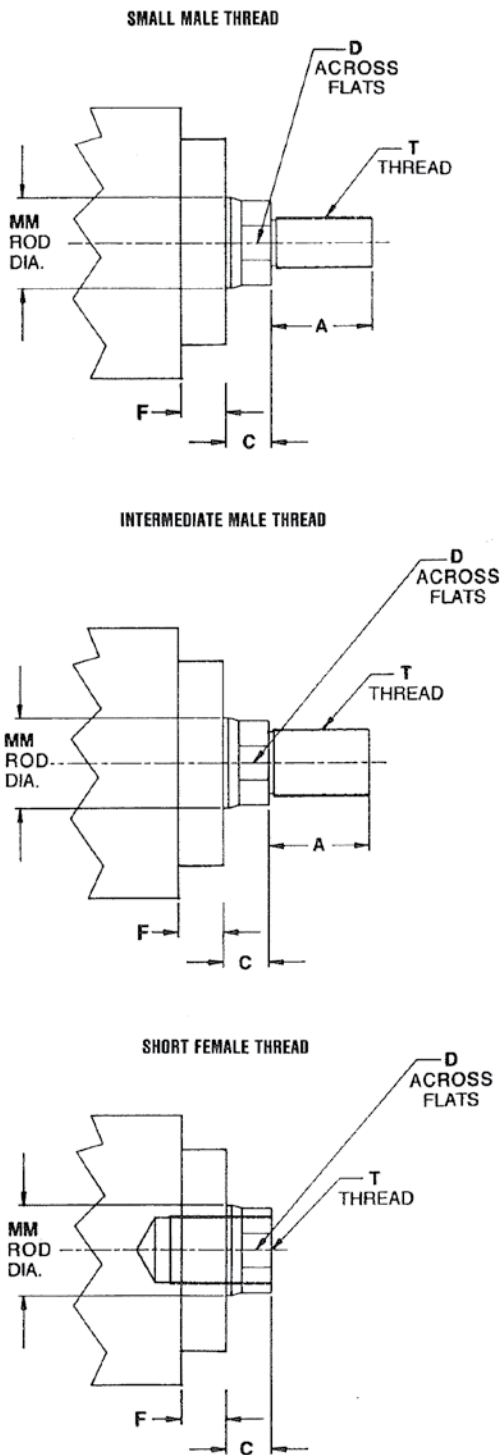 SMALL MALE THREAD
D
ACROSS
FLATS
T
THREAD
MM
ROD
DIA.
A
F
C
INTERMEDIATE MALE THREAD
D
ACROSS
FLATS
T
THREAD
MM
ROD
DIA.
A
F
C
SHORT FEMALE THREAD
D
ACROSS
FLATS
T
THREAD
MM
ROD
DIA.
F
C